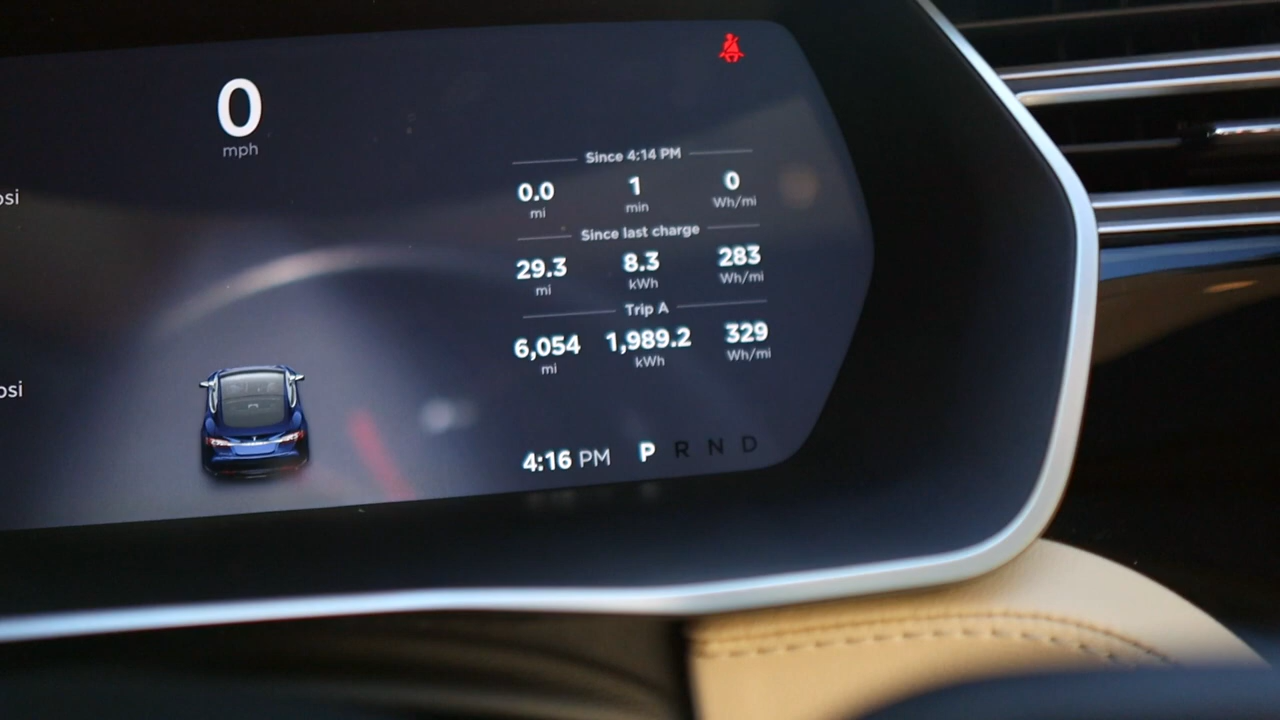 0
mph
osi
Since 4:14 PM
0.0 1 0
mi min Wh/mi
Since last charge
29.3 8.3 283
mi kWh Wh/mi
Trip A
6,054 1,989.2 329
mi kWh Wh/mi
osi
4:16 PM P R N D